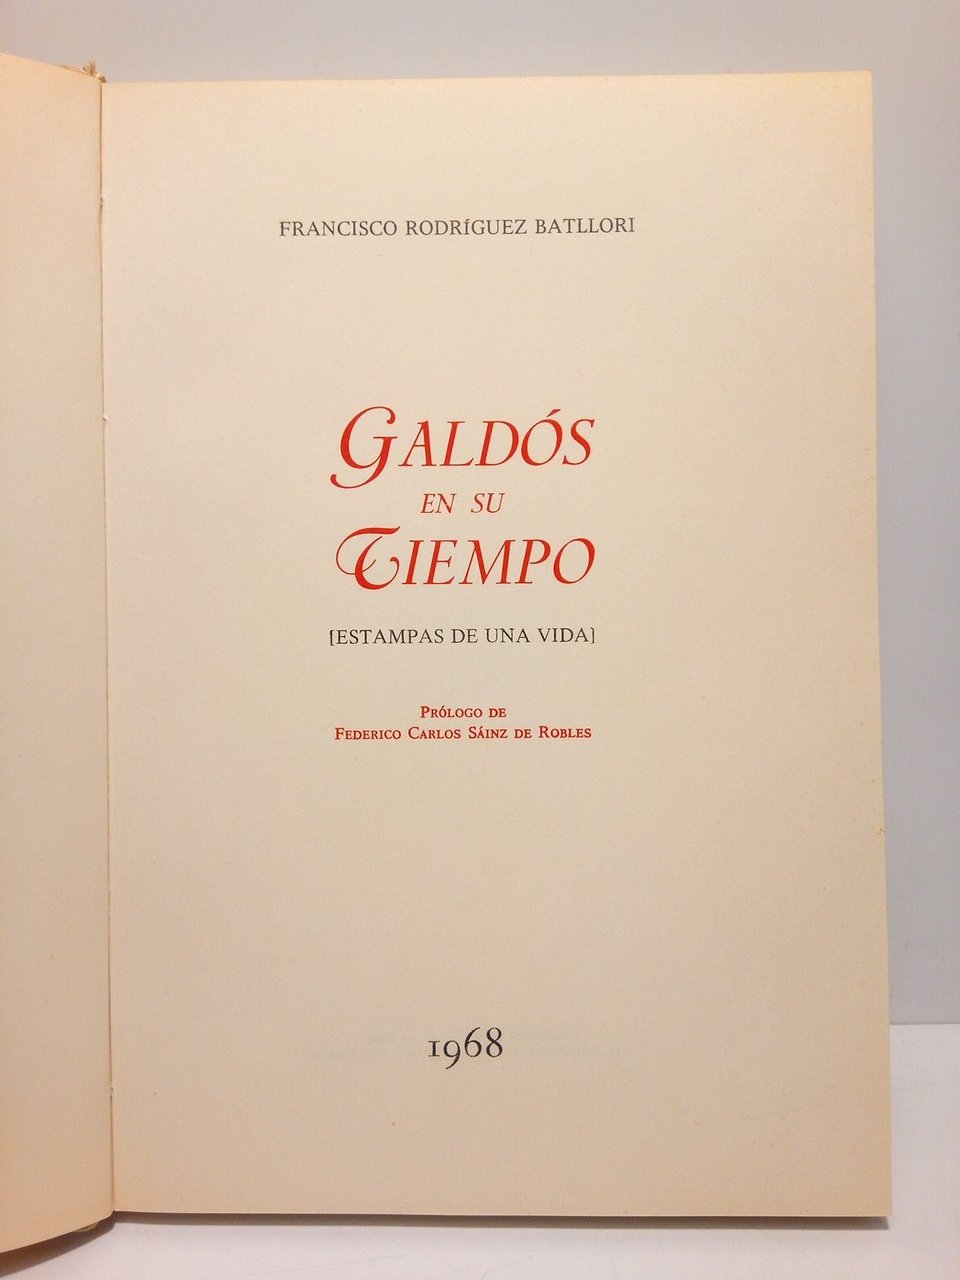 FRANCISCO RODRÍGUEZ BATLLORI
GALDÓS
EN SU
TIEMPO
[ESTAMPAS DE UNA VIDA]
PRÓLOGO DE
FEDERICO CARLOS SÁINZ DE ROBLES
1968